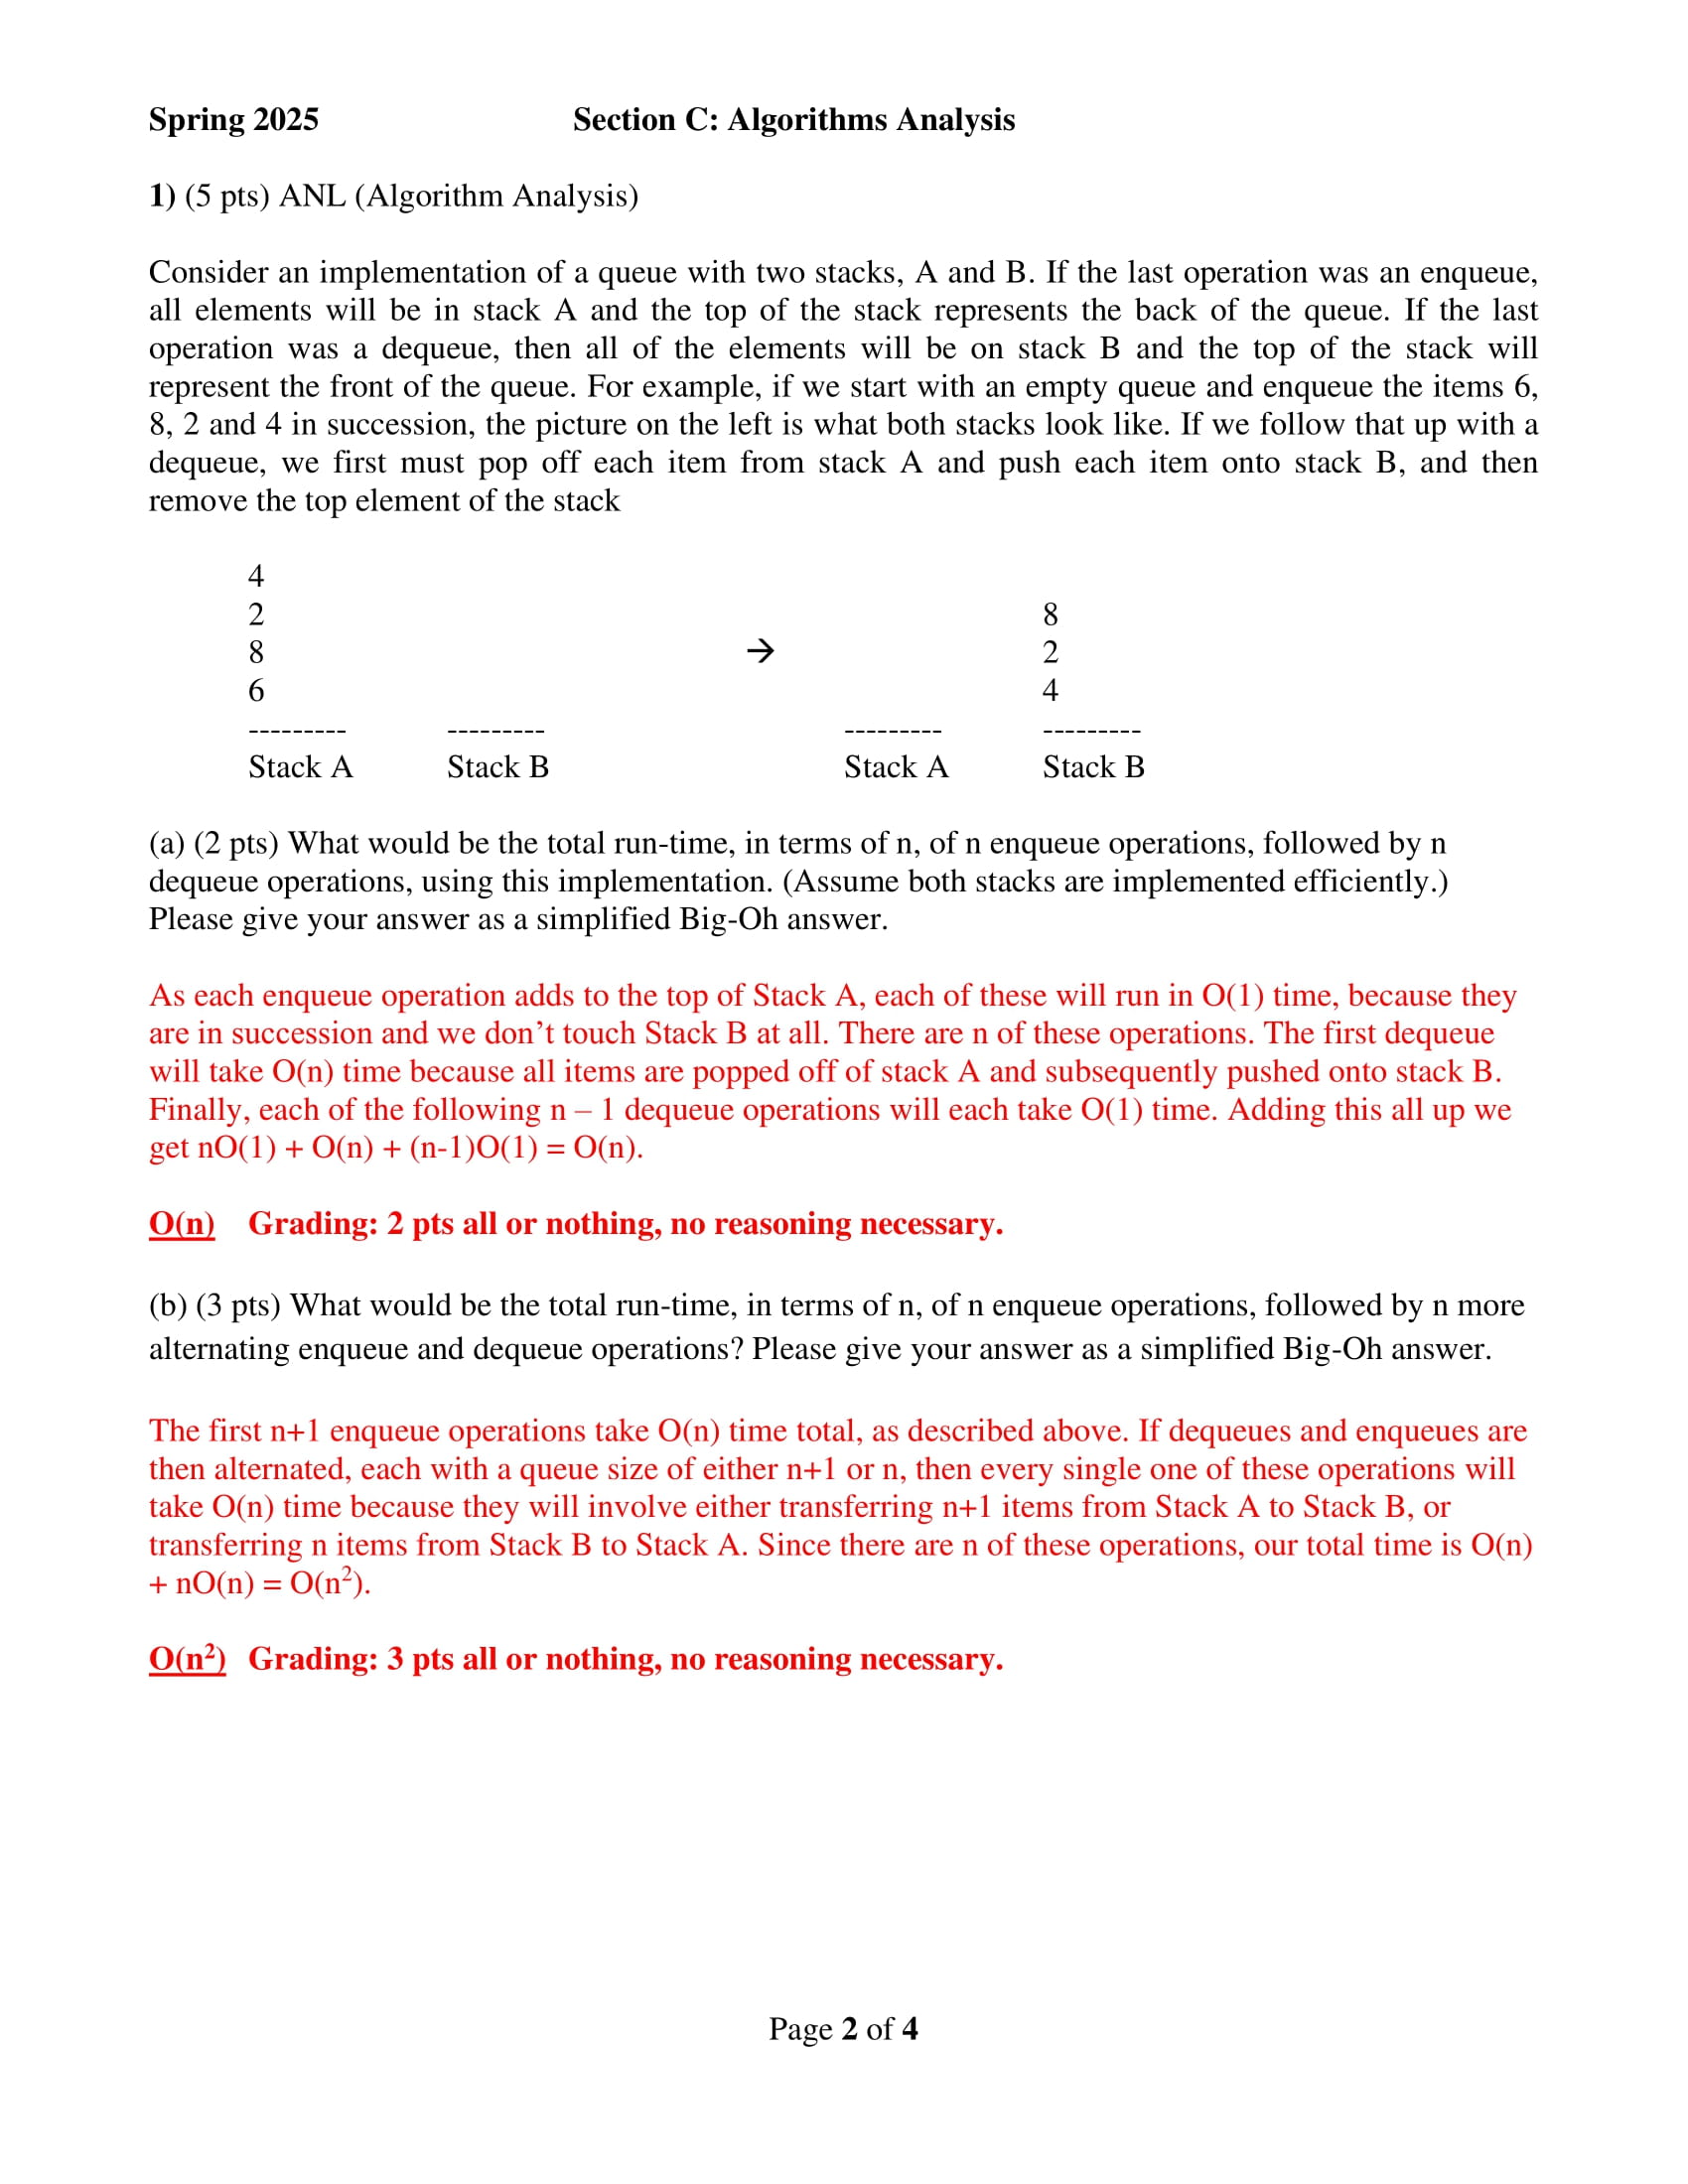 Spring 2025 Section C: Algorithms Analysis
1) (5 pts) ANL (Algorithm Analysis)
Consider an implementation of a queue with two stacks, A and B. If the last operation was an enqueue,
all elements will be in stack A and the top of the stack represents the back of the queue. If the last
operation was a dequeue, then all of the elements will be on stack B and the top of the stack will
represent the front of the queue. For example, if we start with an empty queue and enqueue the items 6,
8, 2 and 4 in succession, the picture on the left is what both stacks look like. If we follow that up with a
dequeue, we first must pop off each item from stack A and push each item onto stack B, and then
remove the top element of the stack
4
2 8
8 → 2
6 4
--------- --------- --------- ---------
Stack A Stack B Stack A Stack B
(a) (2 pts) What would be the total run-time, in terms of n, of n enqueue operations, followed by n
dequeue operations, using this implementation. (Assume both stacks are implemented efficiently.)
Please give your answer as a simplified Big-Oh answer.
As each enqueue operation adds to the top of Stack A, each of these will run in O(1) time, because they
are in succession and we don’t touch Stack B at all. There are n of these operations. The first dequeue
will take O(n) time because all items are popped off of stack A and subsequently pushed onto stack B.
Finally, each of the following n – 1 dequeue operations will each take O(1) time. Adding this all up we
get nO(1) + O(n) + (n-1)O(1) = O(n).
O(n) Grading: 2 pts all or nothing, no reasoning necessary.
(b) (3 pts) What would be the total run-time, in terms of n, of n enqueue operations, followed by n more
alternating enqueue and dequeue operations? Please give your answer as a simplified Big-Oh answer.
The first n+1 enqueue operations take O(n) time total, as described above. If dequeues and enqueues are
then alternated, each with a queue size of either n+1 or n, then every single one of these operations will
take O(n) time because they will involve either transferring n+1 items from Stack A to Stack B, or
transferring n items from Stack B to Stack A. Since there are n of these operations, our total time is O(n)
+ nO(n) = O(n²).
O(n²) Grading: 3 pts all or nothing, no reasoning necessary.
Page 2 of 4